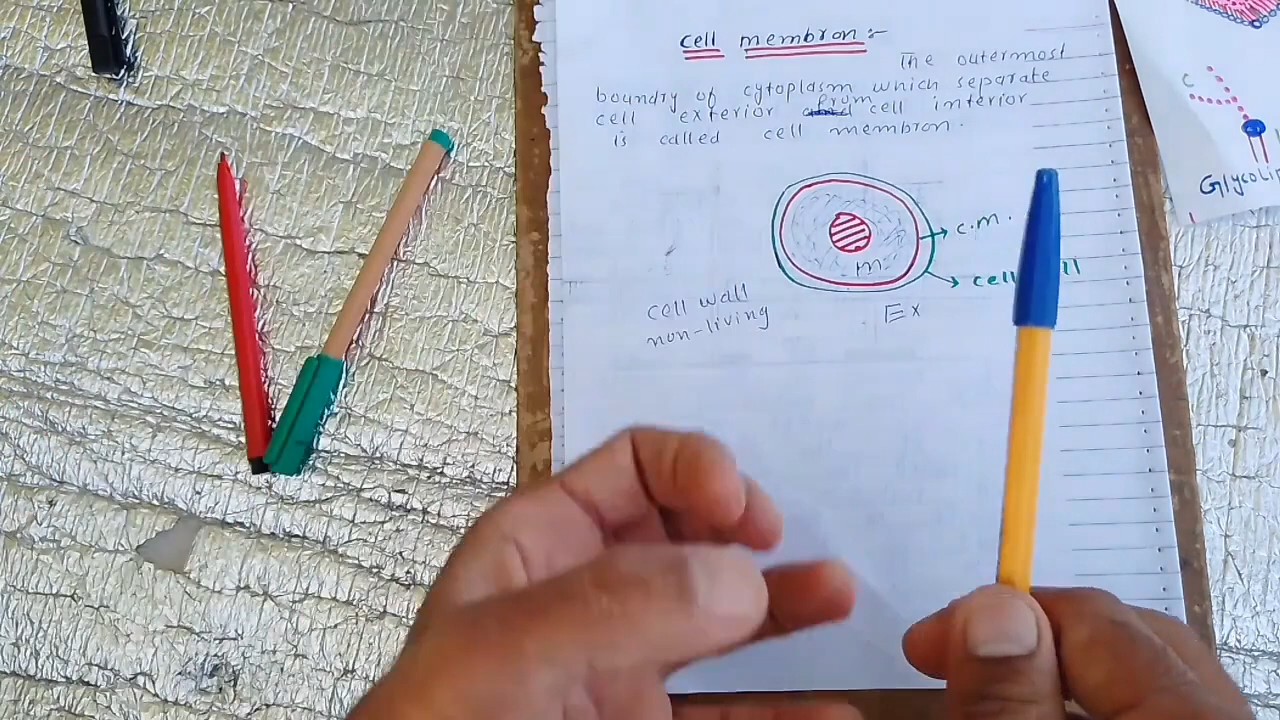 cell membron:-
The outermost
boundry of cytoplasm which separate
cell exterior from cell interior
is called cell membron.
c.m.
cell
m
Ex
cell wall
non-living
C